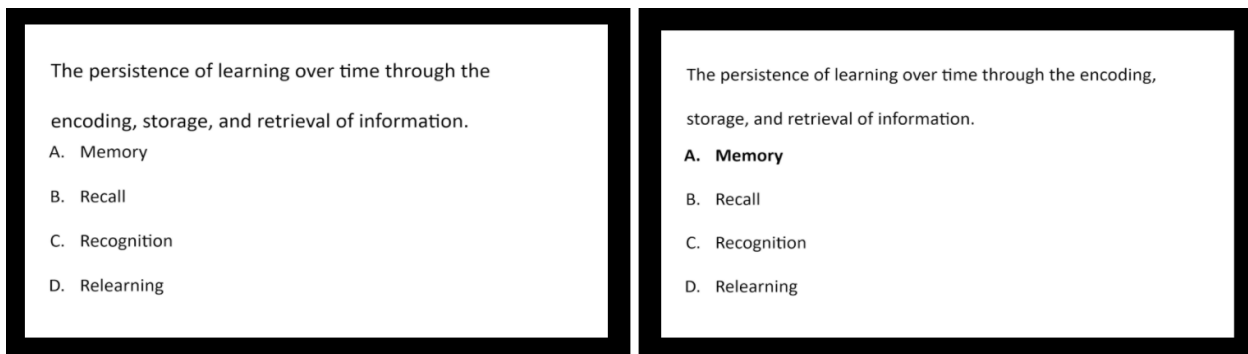 The persistence of learning over time through the
encoding, storage, and retrieval of information.
A. Memory
B. Recall
C. Recognition
D. Relearning
The persistence of learning over time through the encoding,
storage, and retrieval of information.
A. Memory
B. Recall
C. Recognition
D. Relearning